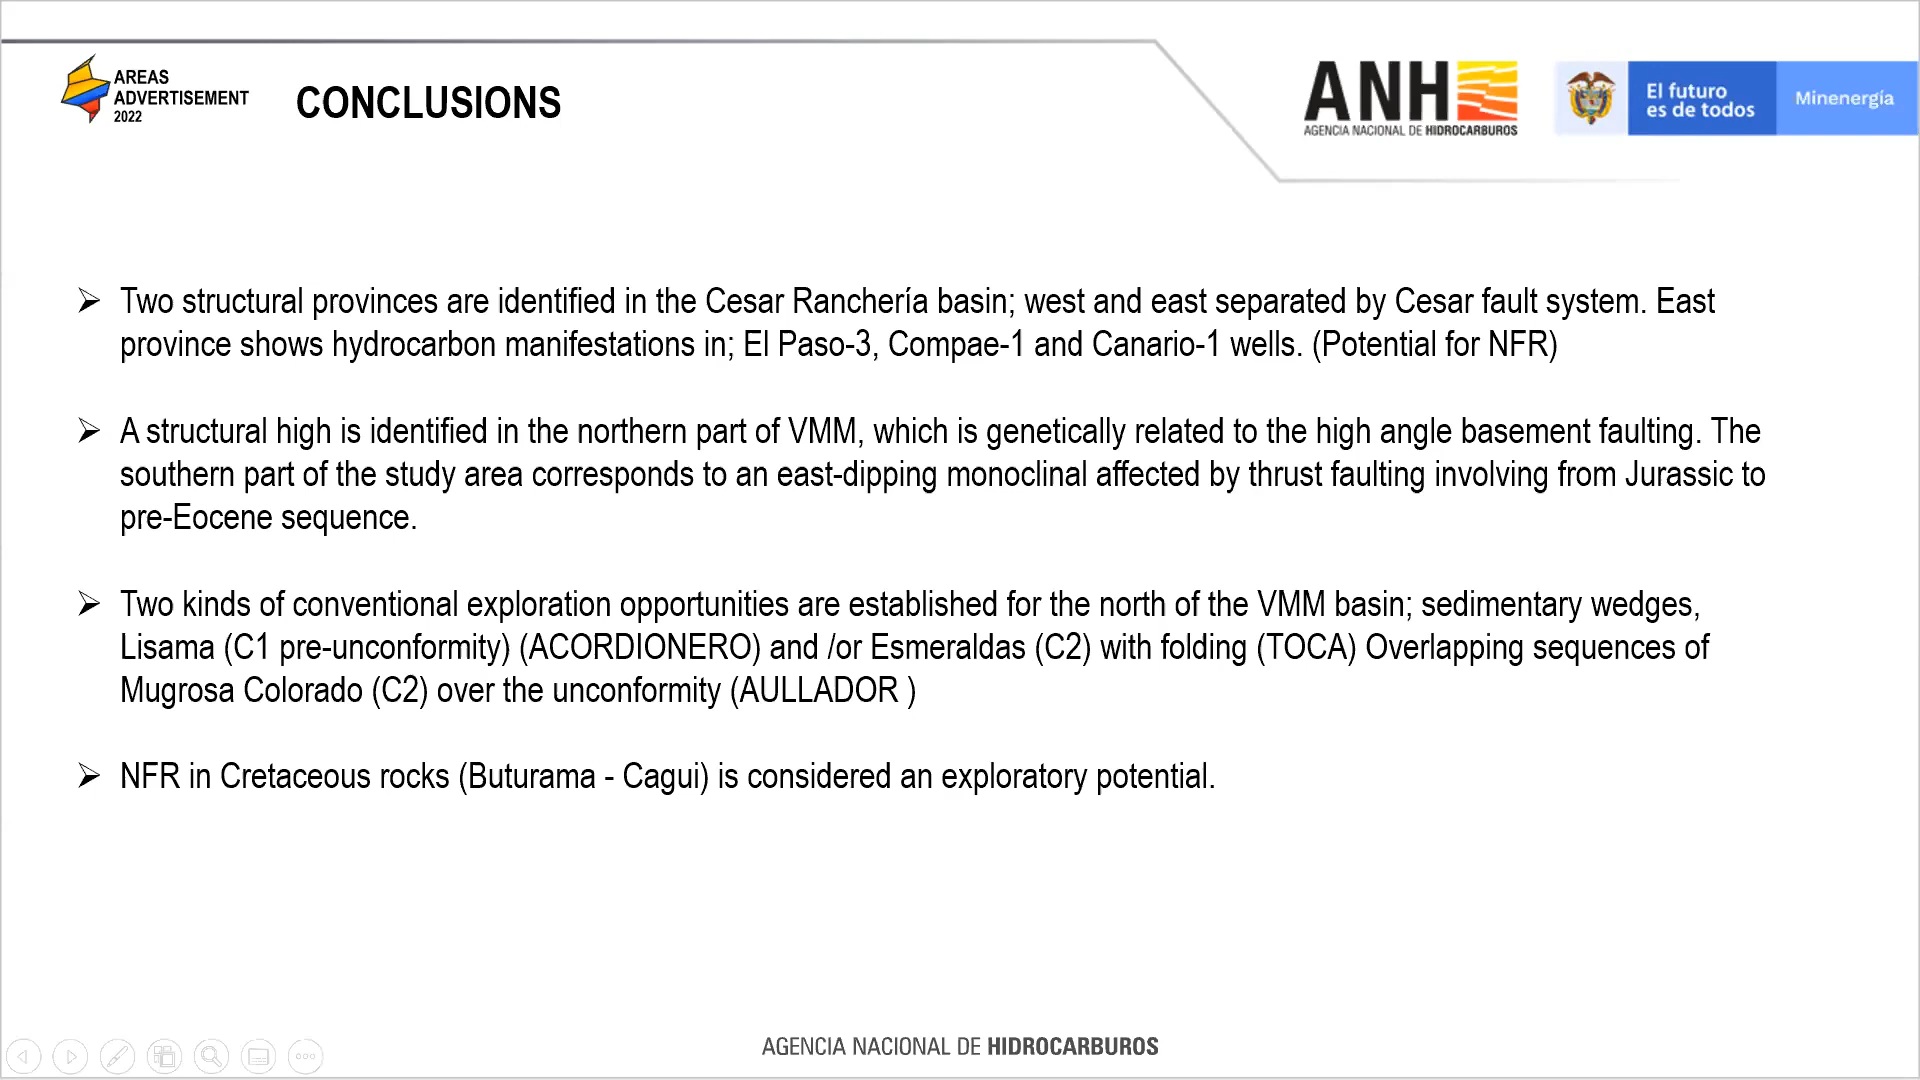 AREAS
ADVERTISEMENT
2022
CONCLUSIONS
ANH
AGENCIA NACIONAL DE HIDROCARBUROS
El futuro
es de todos
Minenergía
➢ Two structural provinces are identified in the Cesar Ranchería basin; west and east separated by Cesar fault system. East
province shows hydrocarbon manifestations in; El Paso-3, Compae-1 and Canario-1 wells. (Potential for NFR)
➢ A structural high is identified in the northern part of VMM, which is genetically related to the high angle basement faulting. The
southern part of the study area corresponds to an east-dipping monoclinal affected by thrust faulting involving from Jurassic to
pre-Eocene sequence.
➢ Two kinds of conventional exploration opportunities are established for the north of the VMM basin; sedimentary wedges,
Lisama (C1 pre-unconformity) (ACORDIONERO) and /or Esmeraldas (C2) with folding (TOCA) Overlapping sequences of
Mugrosa Colorado (C2) over the unconformity (AULLADOR )
➢ NFR in Cretaceous rocks (Buturama - Cagui) is considered an exploratory potential.
AGENCIA NACIONAL DE HIDROCARBUROS